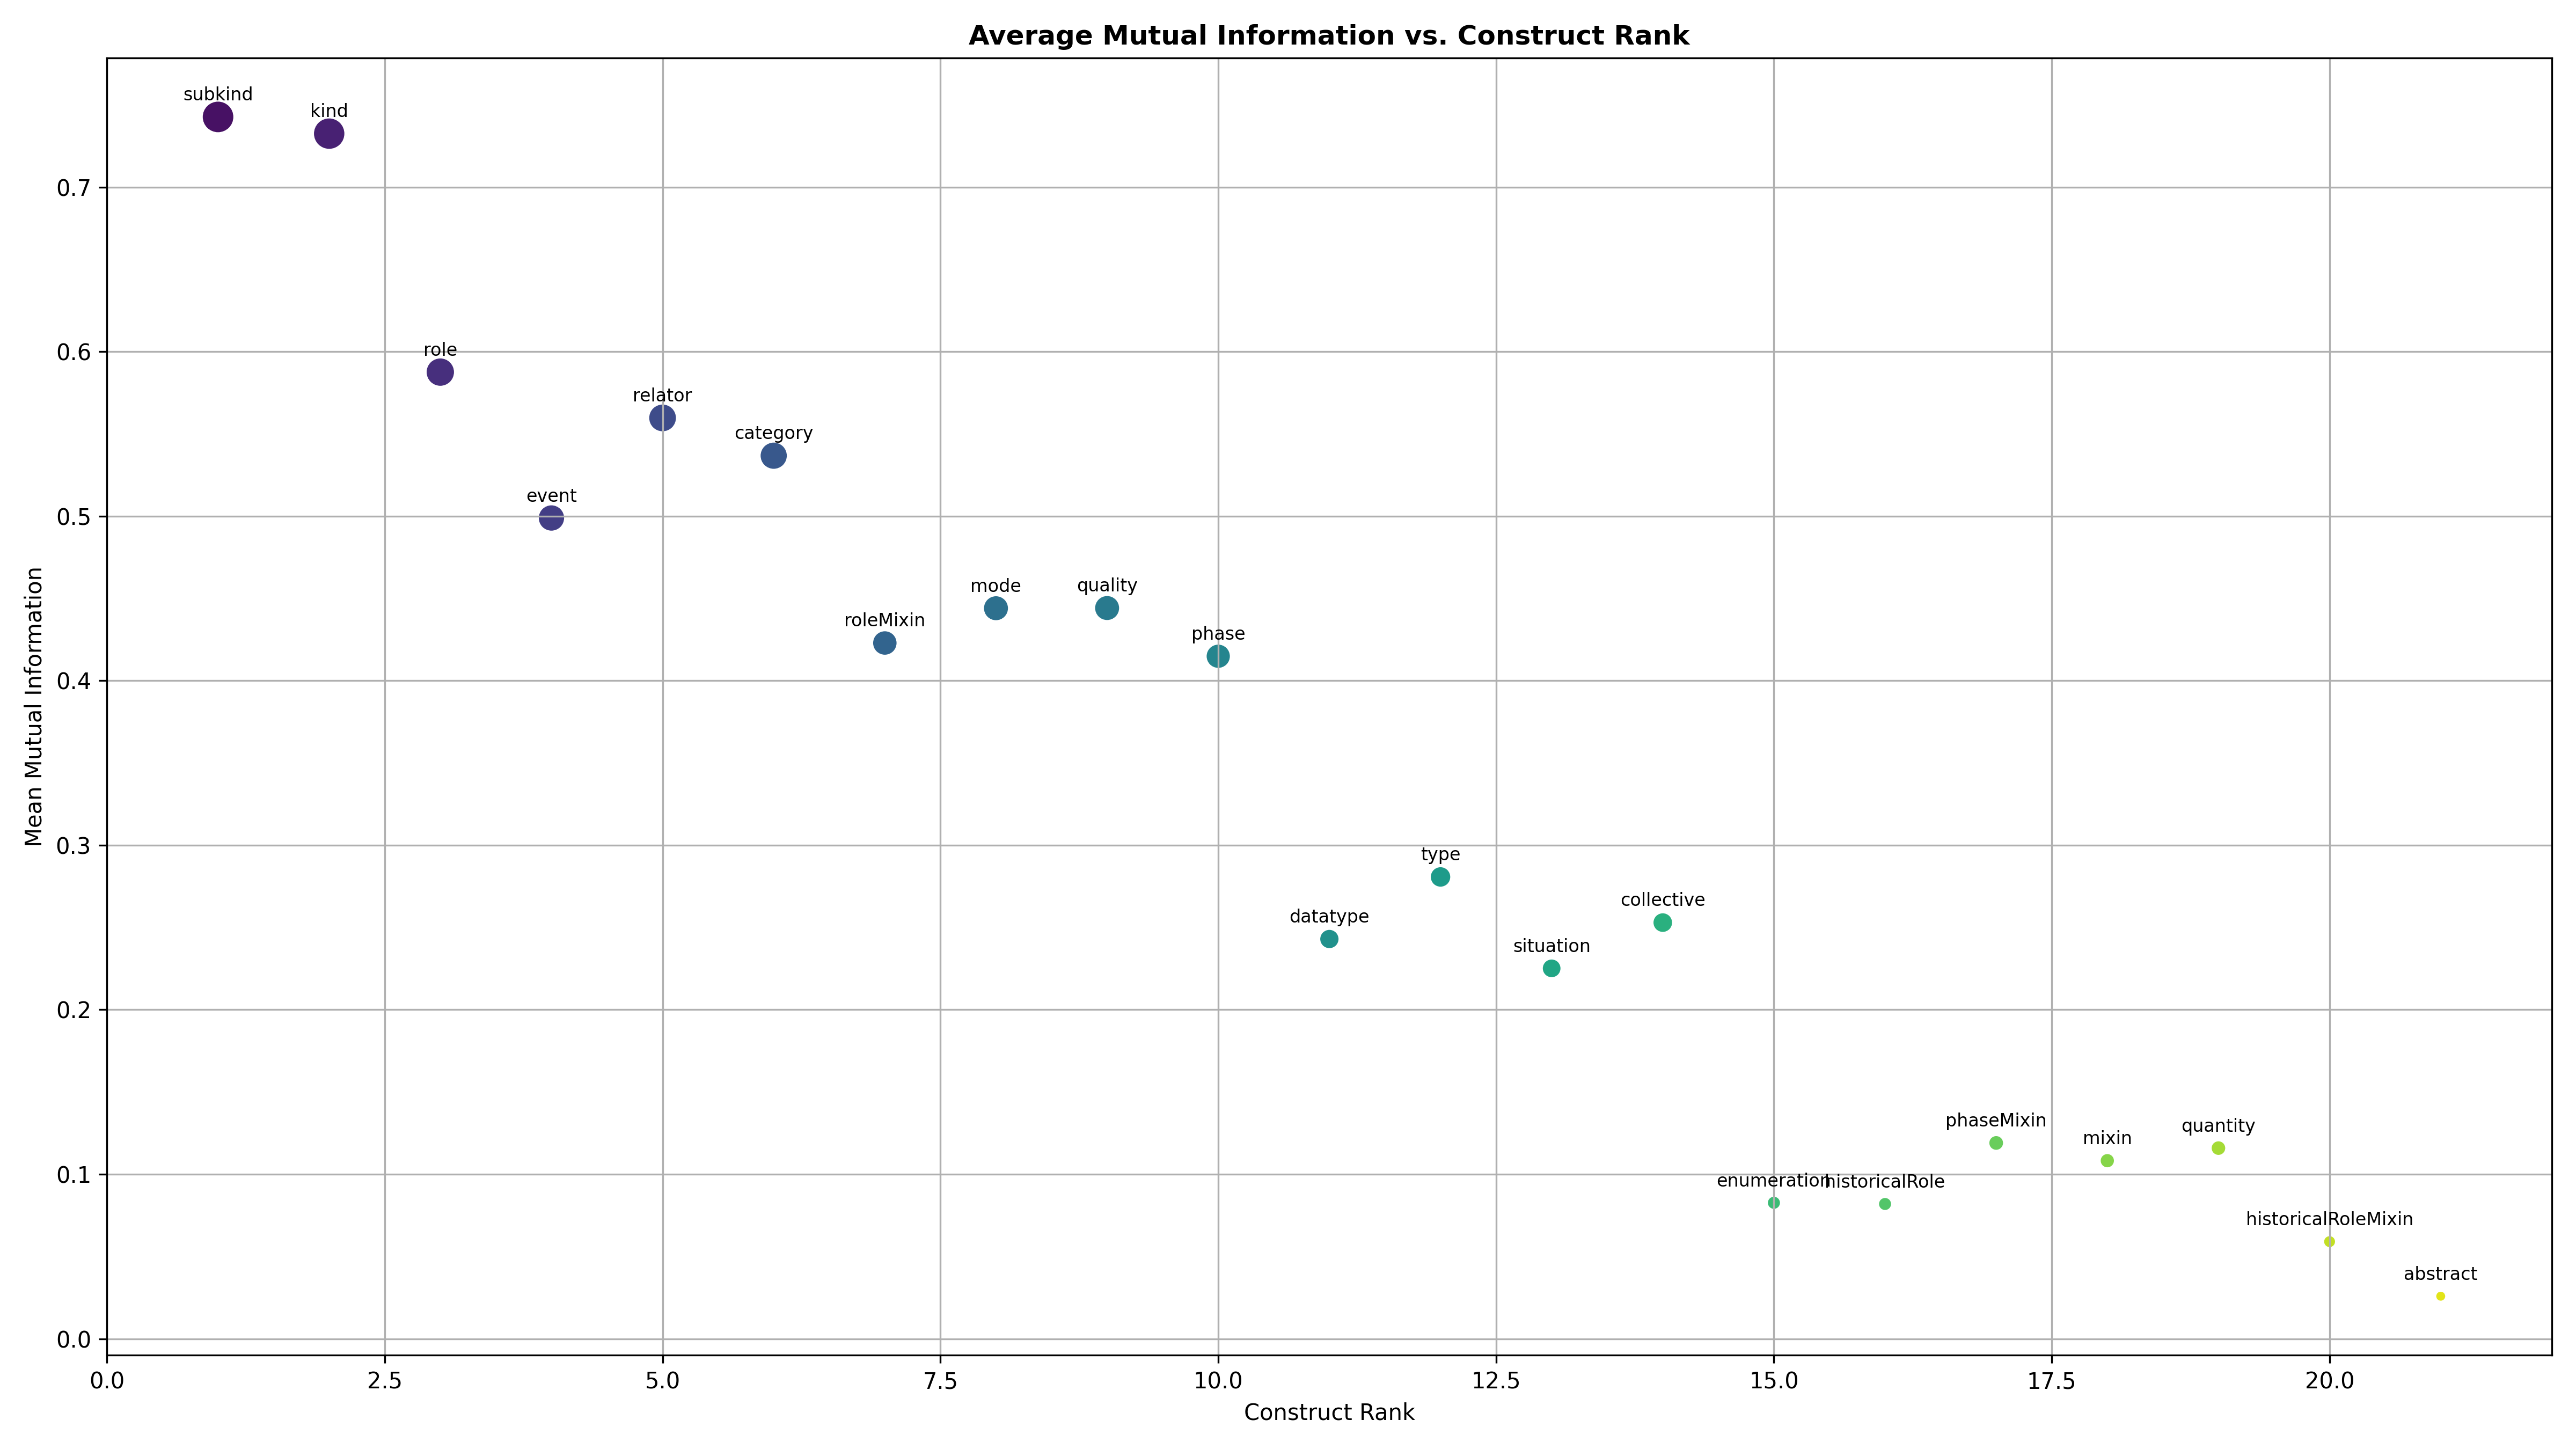 Average Mutual Information vs. Construct Rank
subkind
kind
0.7
role
0.6
relator
category
event
0.5
Mean Mutual Information
mode
quality
roleMixin
phase
0.4
type
0.3
collective
datatype
situation
0.2
phaseMixin
quantity
mixin
0.1
enumeration
historicalRole
historicalRoleMixin
abstract
0.0
0.0 2.5 5.0 7.5 10.0 12.5 15.0 17.5 20.0
Construct Rank